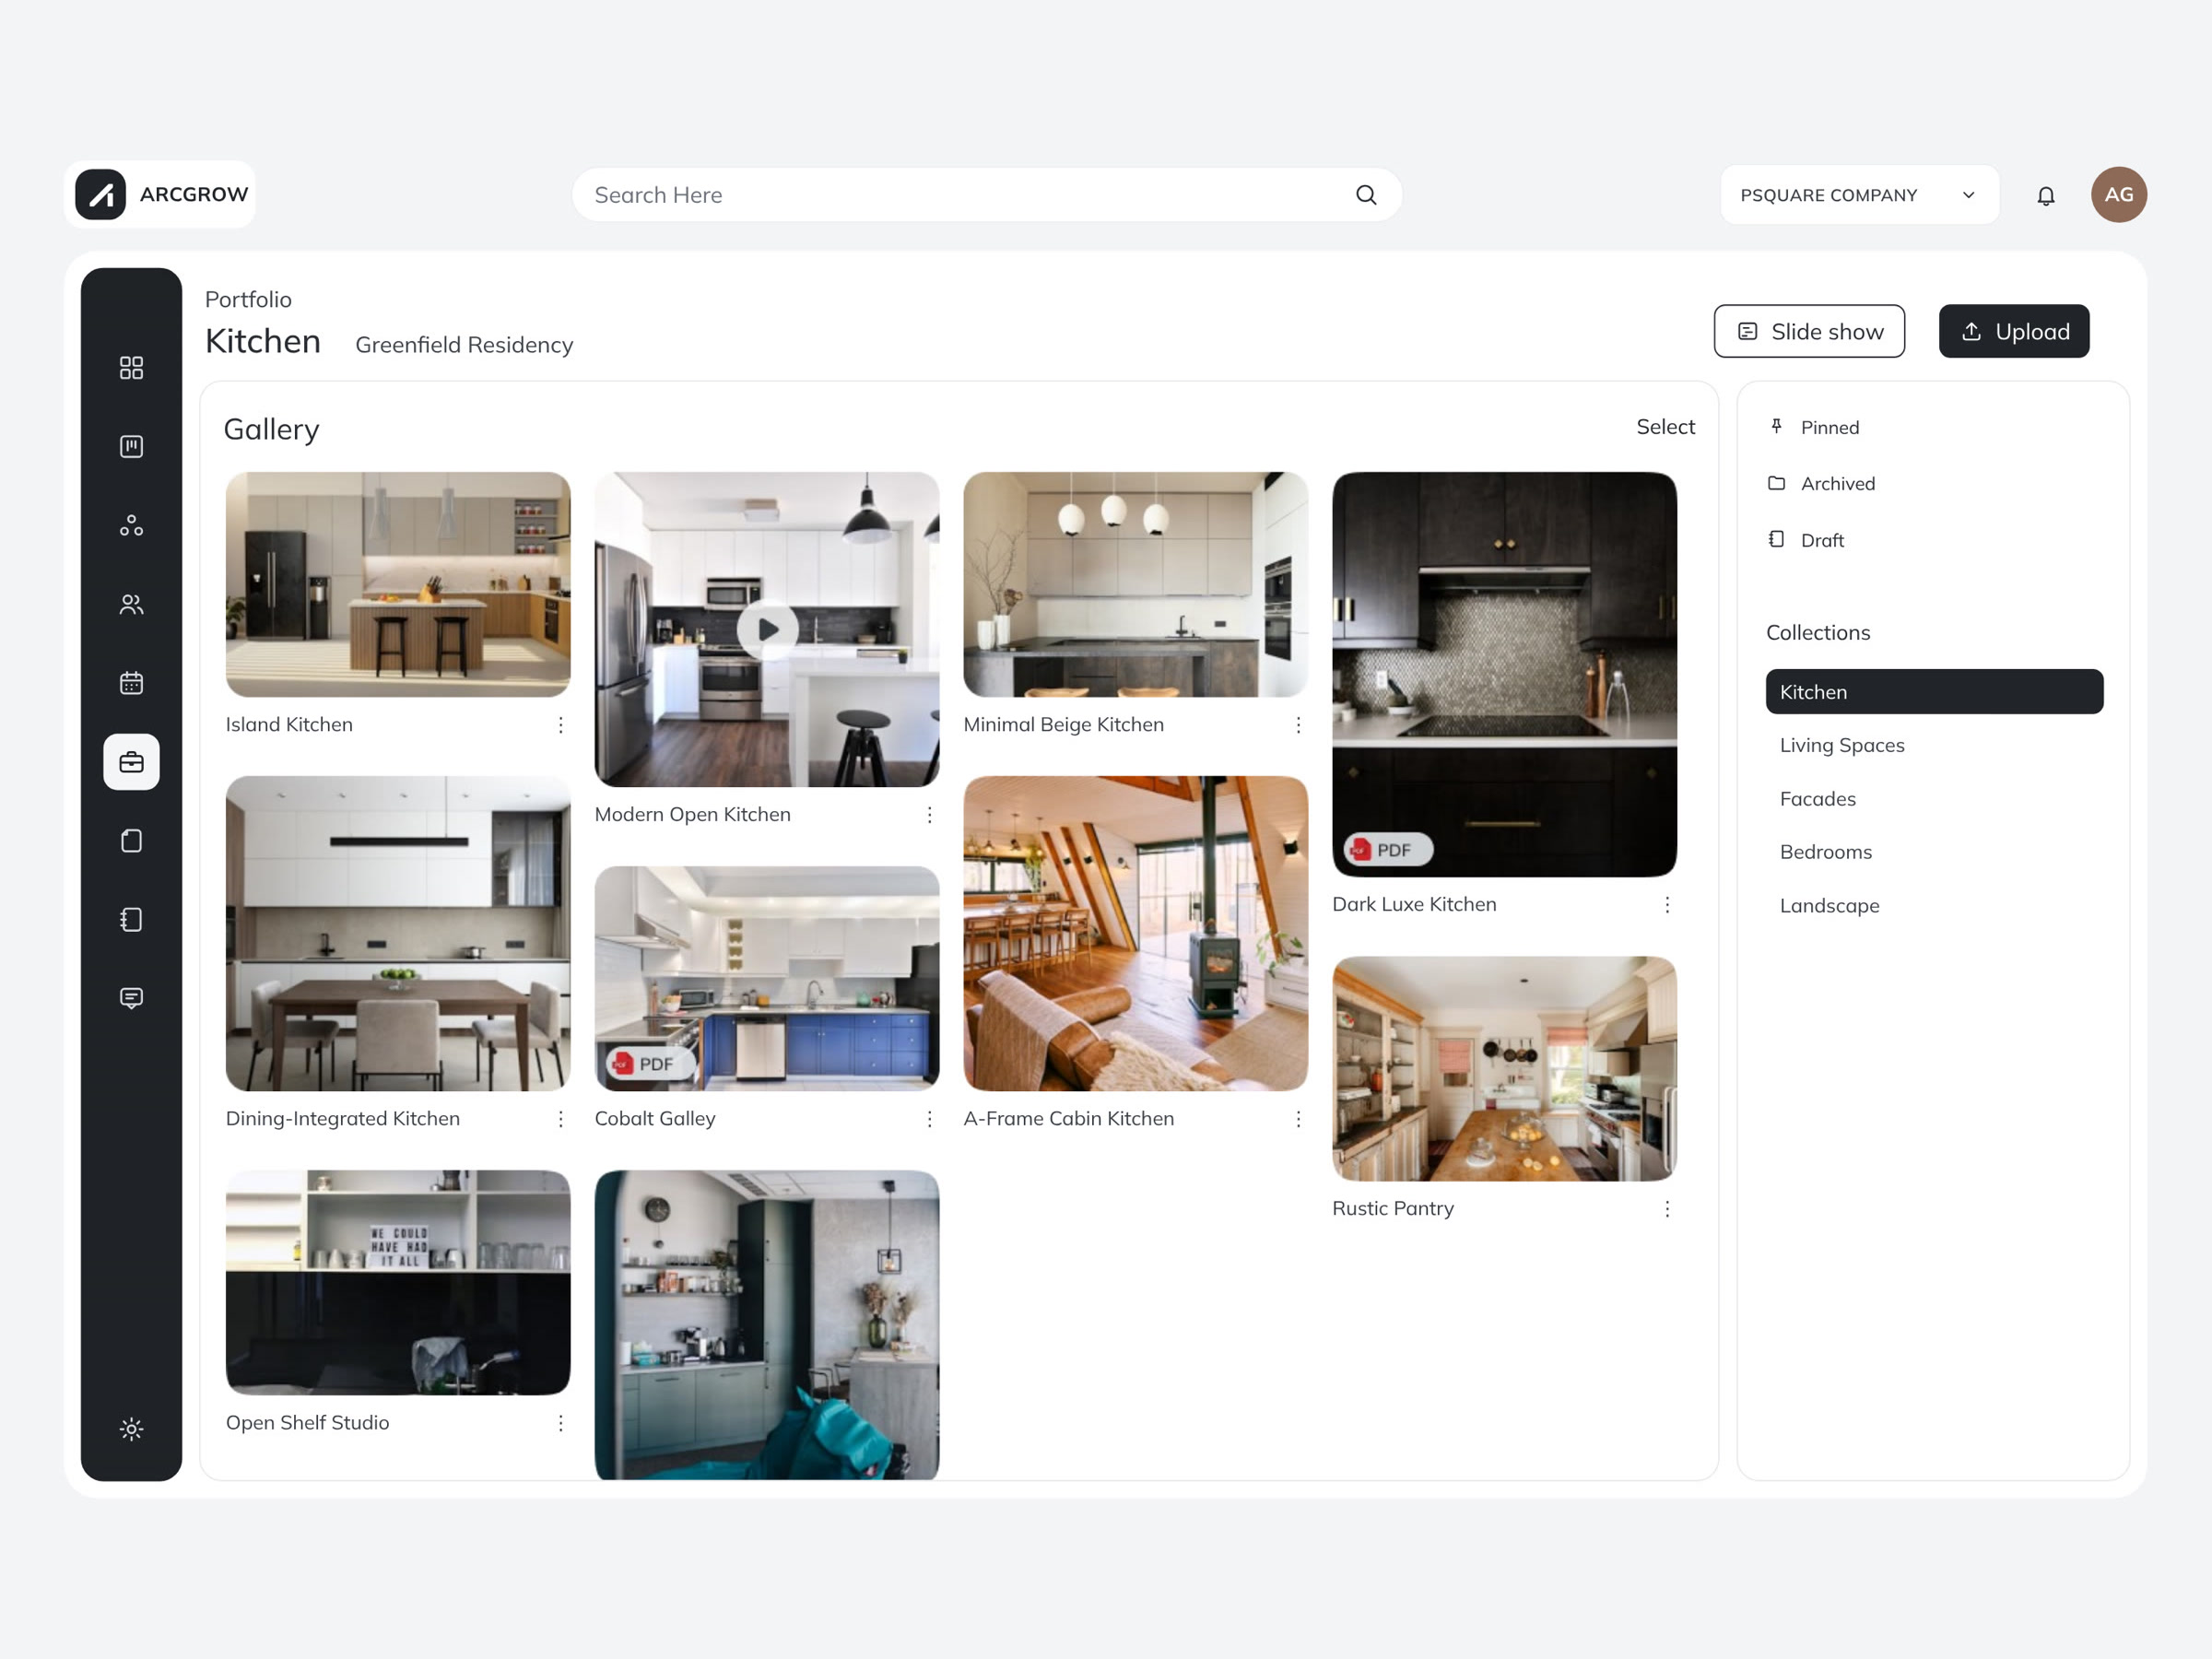 ARCGROW
Search Here
PSQUARE COMPANY
AG
Portfolio
Kitchen
Greenfield Residency
Slide show
Upload
Gallery
Select
Island Kitchen
Modern Open Kitchen
Minimal Beige Kitchen
PDF
Dark Luxe Kitchen
Dining-Integrated Kitchen
PDF
Cobalt Galley
A-Frame Cabin Kitchen
Rustic Pantry
WE COULD
HAVE HAD
IT ALL
Open Shelf Studio
Pinned
Archived
Draft
Collections
Kitchen
Living Spaces
Facades
Bedrooms
Landscape